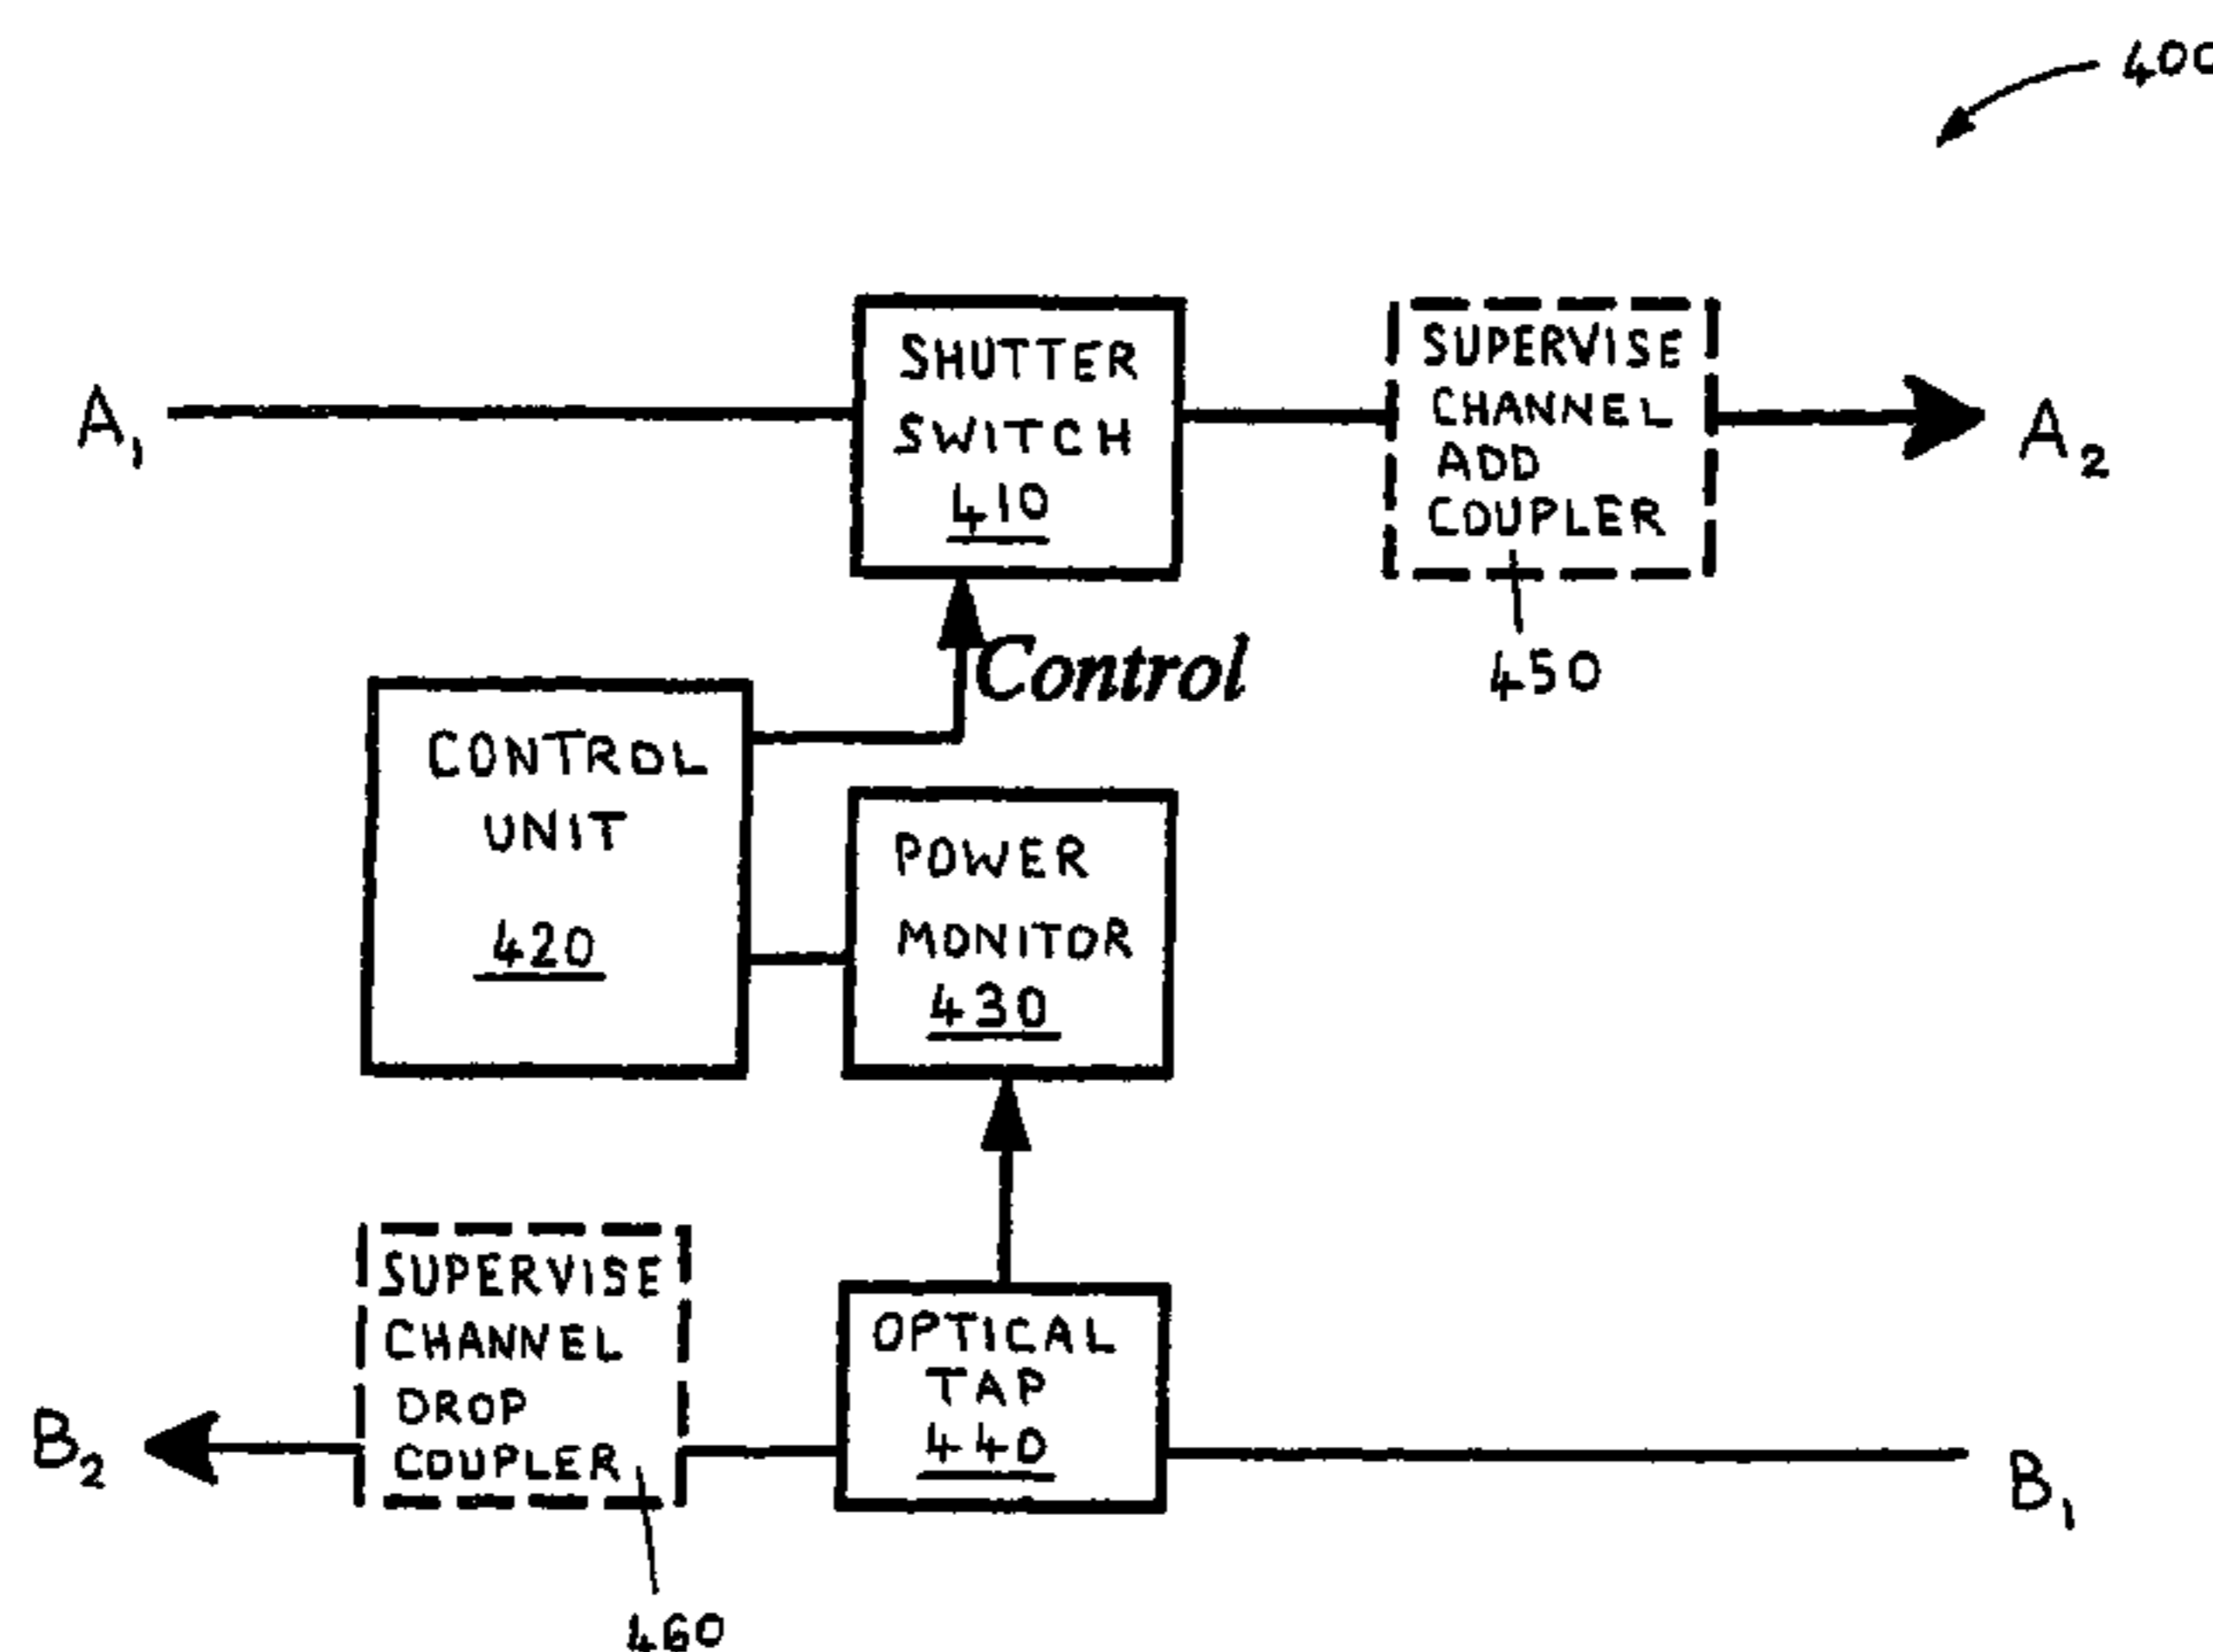 400
SHUTTER
SWITCH
410
SUPERVISE
CHANNEL
ADD
COUPLER
450
A1
A2
Control
CONTROL
UNIT
420
POWER
MONITOR
430
SUPERVISE
CHANNEL
DROP
COUPLER
460
OPTICAL
TAP
440
B2
B1